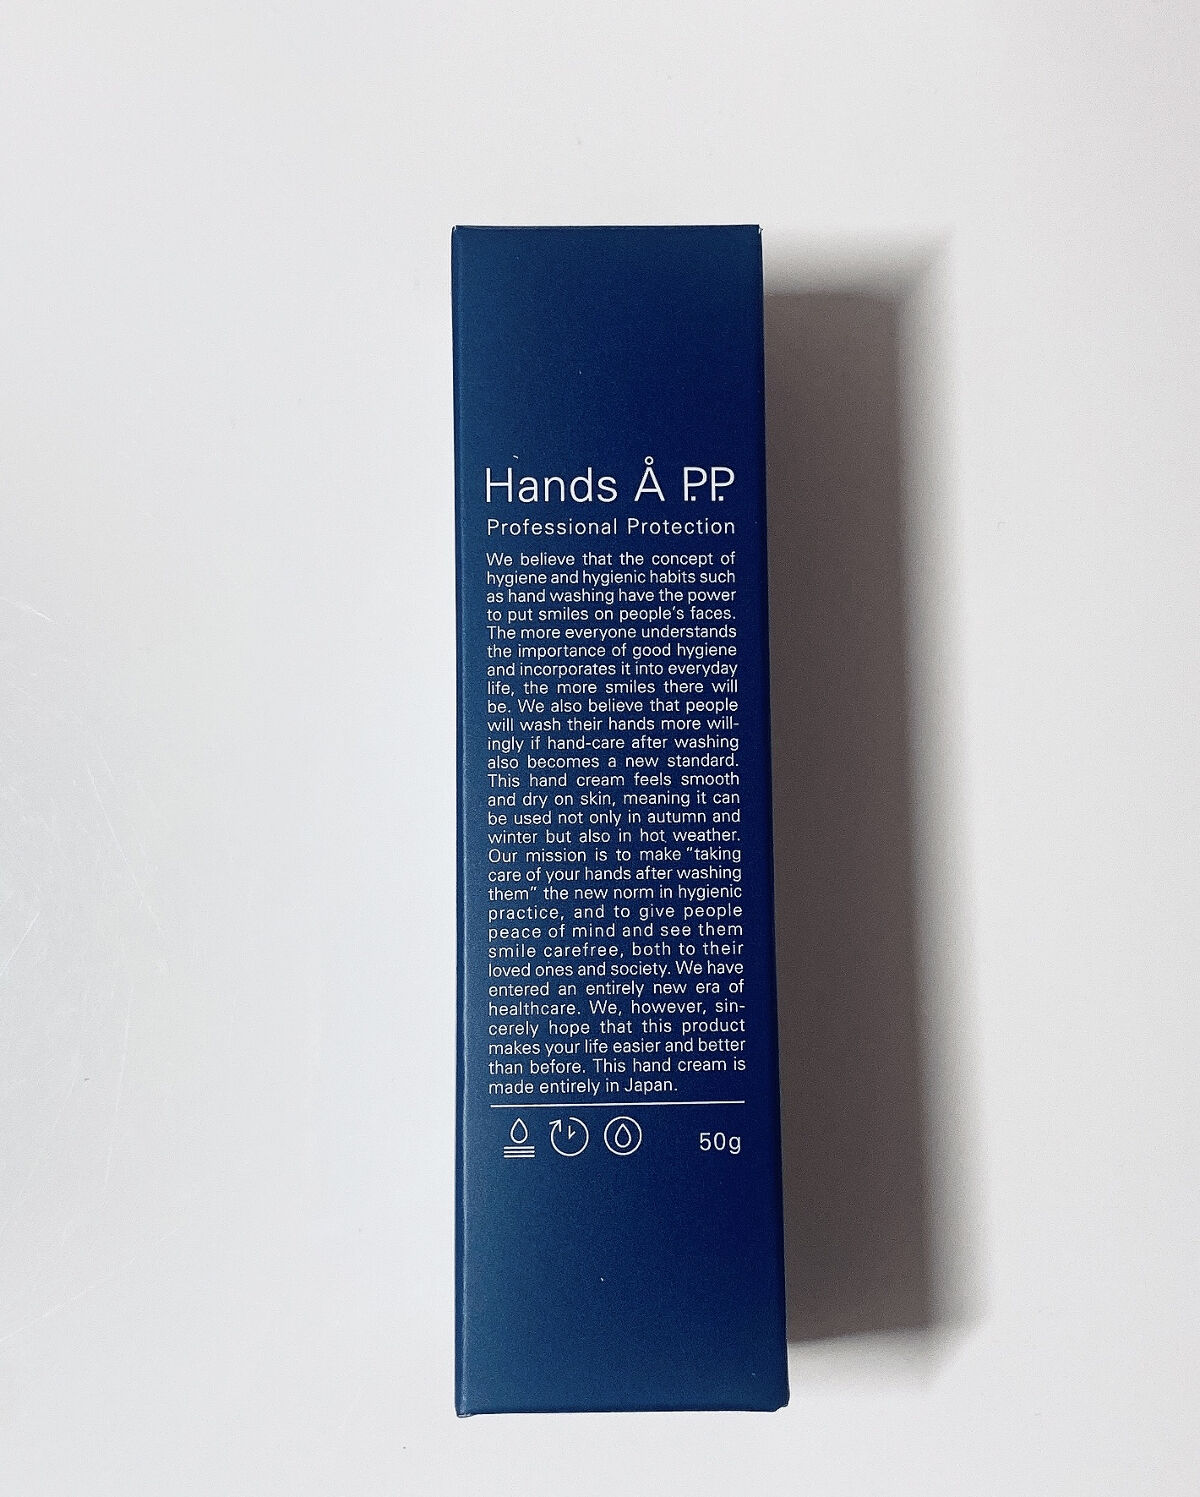 Hands Å P.P.
Professional Protection
We believe that the concept of
hygiene and hygienic habits such
as hand washing have the power
to put smiles on people's faces.
The more everyone understands
the importance of good hygiene
and incorporates it into everyday
life, the more smiles there will
be. We also believe that people
will wash their hands more will-
ingly if hand-care after washing
also becomes a new standard.
This hand cream feels smooth
and dry on skin, meaning it can
be used not only in autumn and
winter but also in hot weather.
Our mission is to make "taking
care of your hands after washing
them" the new norm in hygienic
practice, and to give people
peace of mind and see them
smile carefree, both to their
loved ones and society. We have
entered an entirely new era of
healthcare. We, however, sin-
cerely hope that this product
makes your life easier and better
than before. This hand cream is
made entirely in Japan.
50g